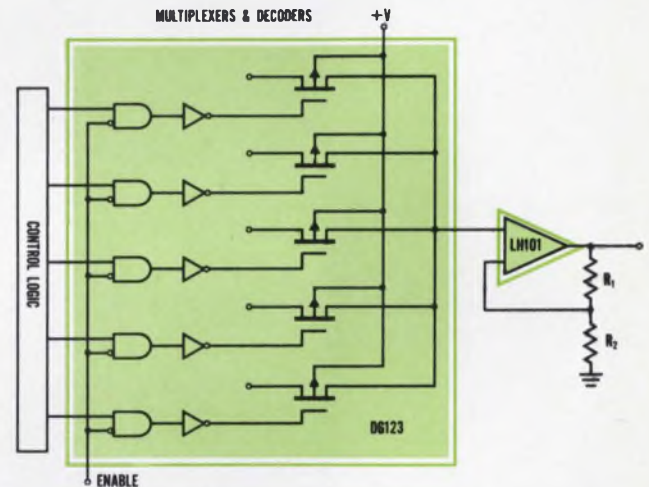 MULTIPLEXERS & DECODERS
+V
CONTROL LOGIC
LH101
R1
R2
DG123
ENABLE